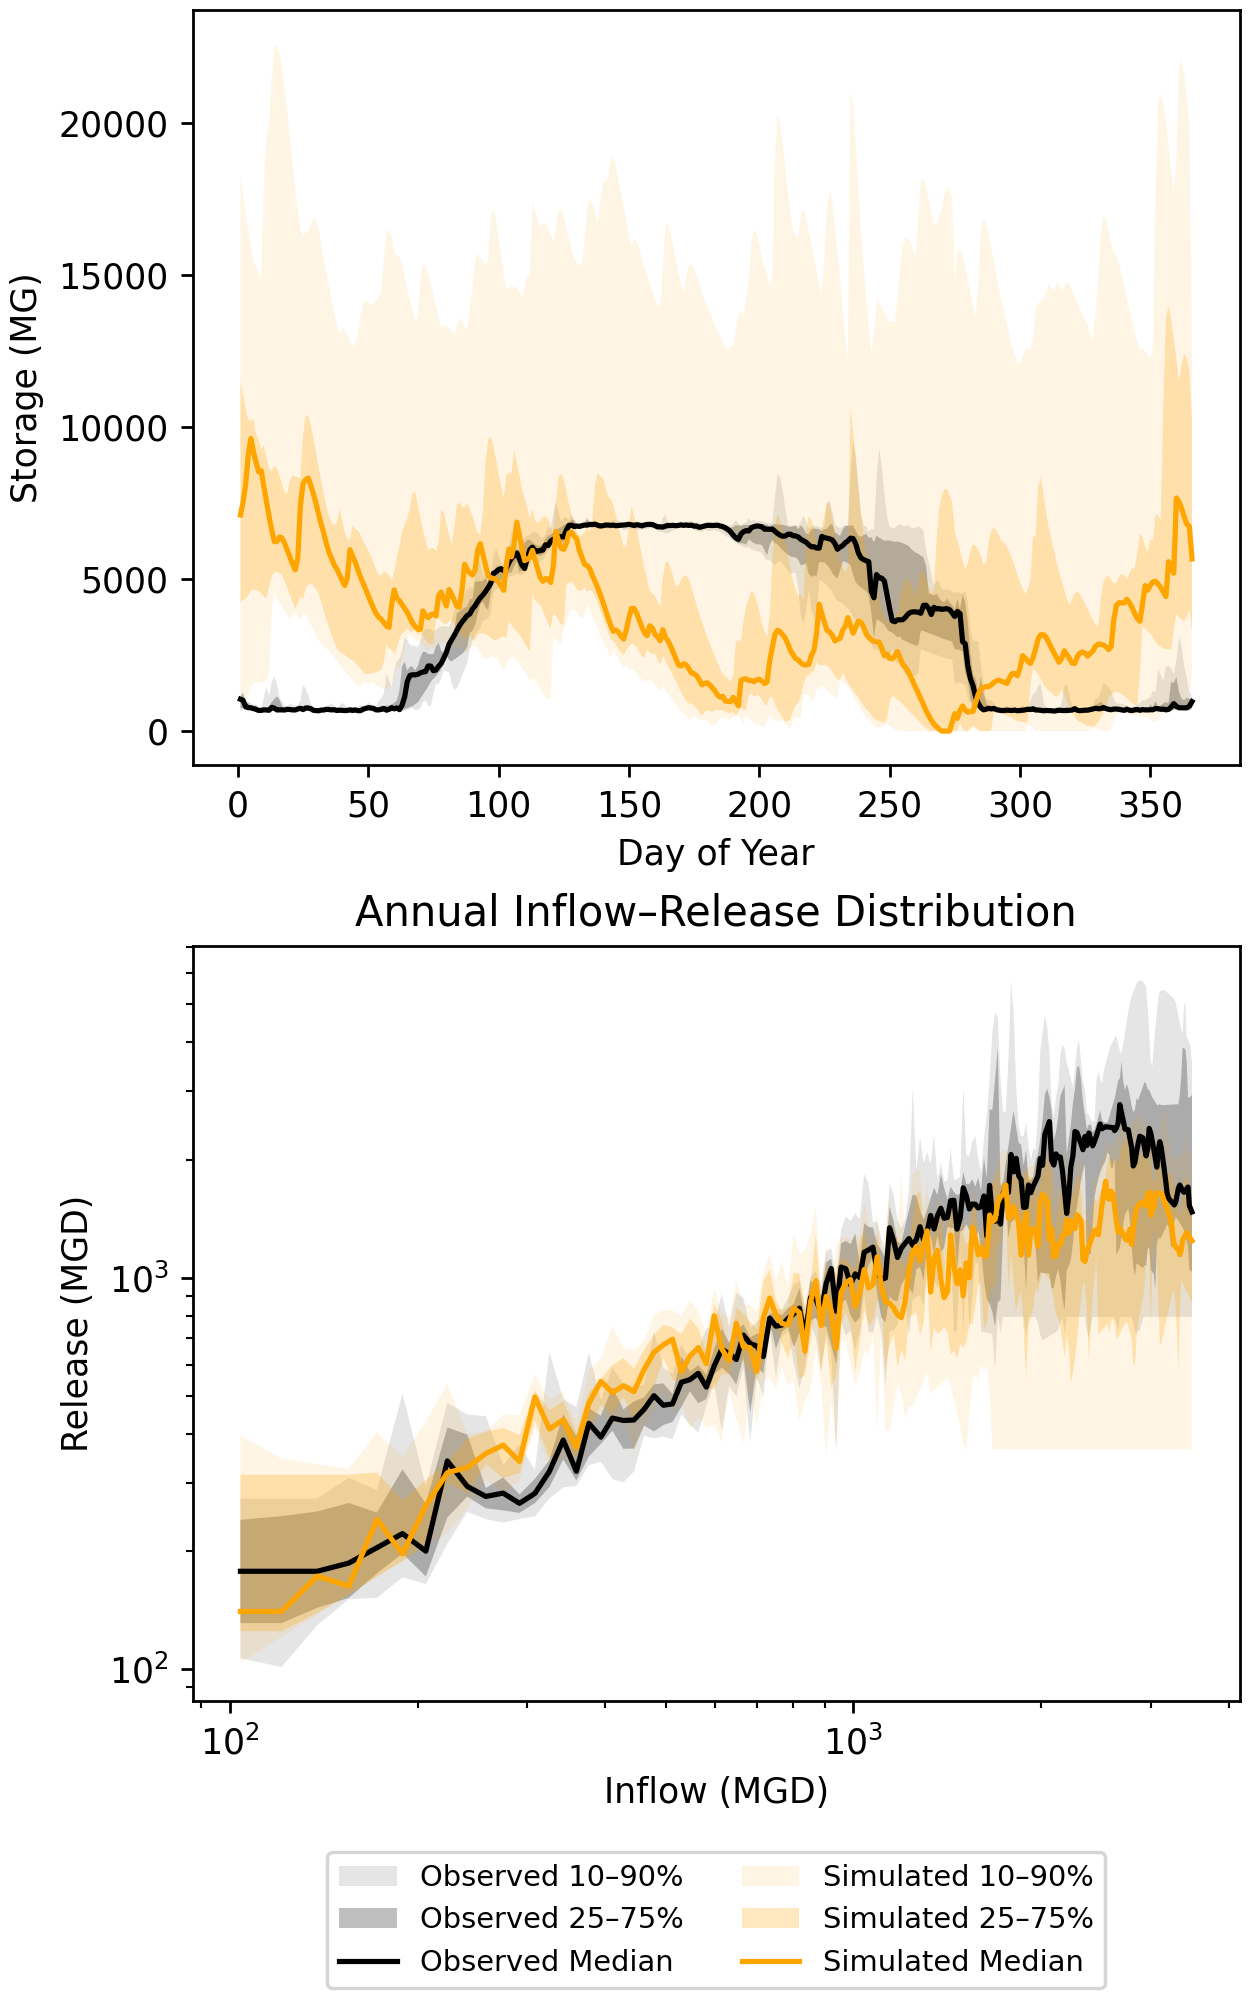 20000
15000
10000
5000
0
Storage (MG)
0 50 100 150 200 250 300 350
Day of Year
Annual Inflow–Release Distribution
10³
10²
Release (MGD)
10² 10³
Inflow (MGD)
Observed 10–90% Simulated 10–90%
Observed 25–75% Simulated 25–75%
Observed Median Simulated Median